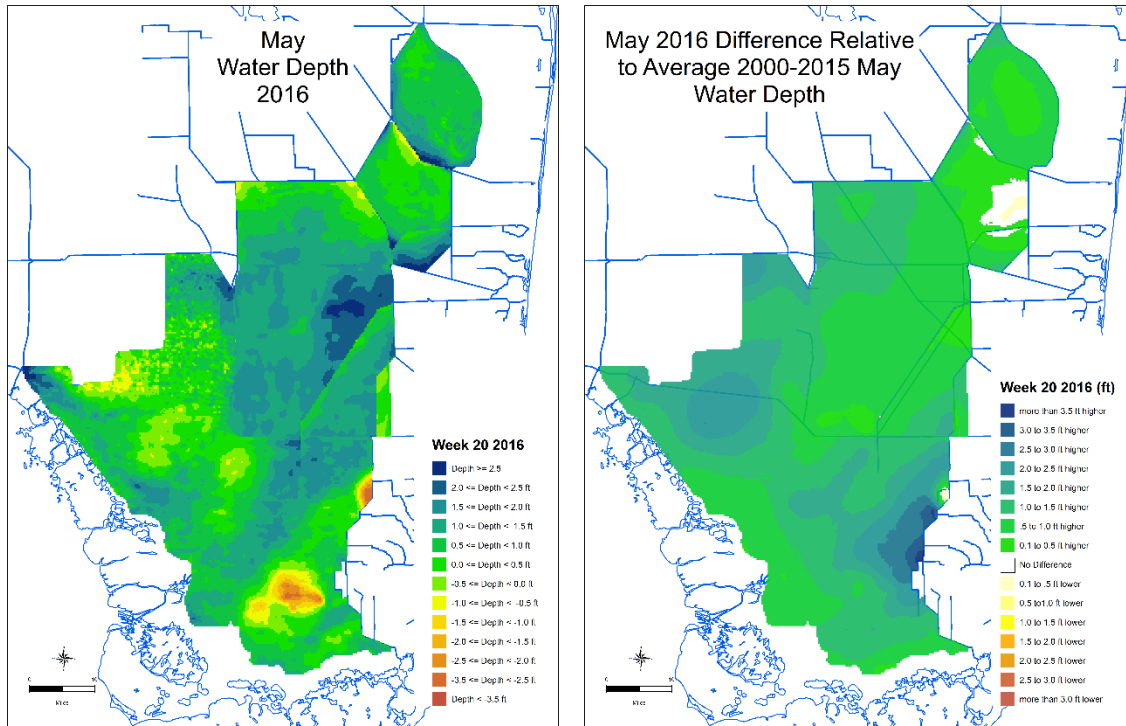 May
Water Depth
2016
Week 20 2016
Depth >= 2.5
2.0 <= Depth < 2.5 ft
1.5 <= Depth < 2.0 ft
1.0 <= Depth < 1.5 ft
0.5 <= Depth < 1.0 ft
0.0 <= Depth < 0.5 ft
-0.5 <= Depth < 0.0 ft
-1.0 <= Depth < -0.5 ft
-1.5 <= Depth < -1.0 ft
-2.0 <= Depth < -1.5 ft
-2.5 <= Depth < -2.0 ft
-3.5 <= Depth < -2.5 ft
Depth < -3.5 ft
0 10
Miles
May 2016 Difference Relative
to Average 2000-2015 May
Water Depth
Week 20 2016 (ft)
more than 3.5 ft higher
3.0 to 3.5 ft higher
2.5 to 3.0 ft higher
2.0 to 2.5 ft higher
1.5 to 2.0 ft higher
1.0 to 1.5 ft higher
.5 to 1.0 ft higher
0.1 to 0.5 ft higher
No Difference
0.1 to .5 ft lower
0.5 to1.0 ft lower
1.0 to 1.5 ft lower
1.5 to 2.0 ft lower
2.0 to 2.5 ft lower
2.5 to 3.0 ft lower
more than 3.0 ft lower
0 10
Miles